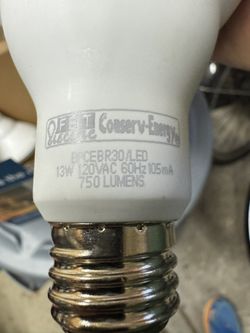 FEIT Conserv-Energy
electric
BPCEBR30/LED
13W 120VAC 60Hz 105mA
750 LUMENS